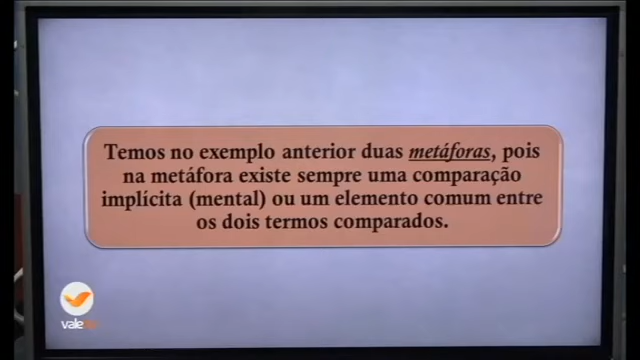 Temos no exemplo anterior duas metáforas, pois
na metáfora existe sempre uma comparação
implícita (mental) ou um elemento comum entre
os dois termos comparados.
vale